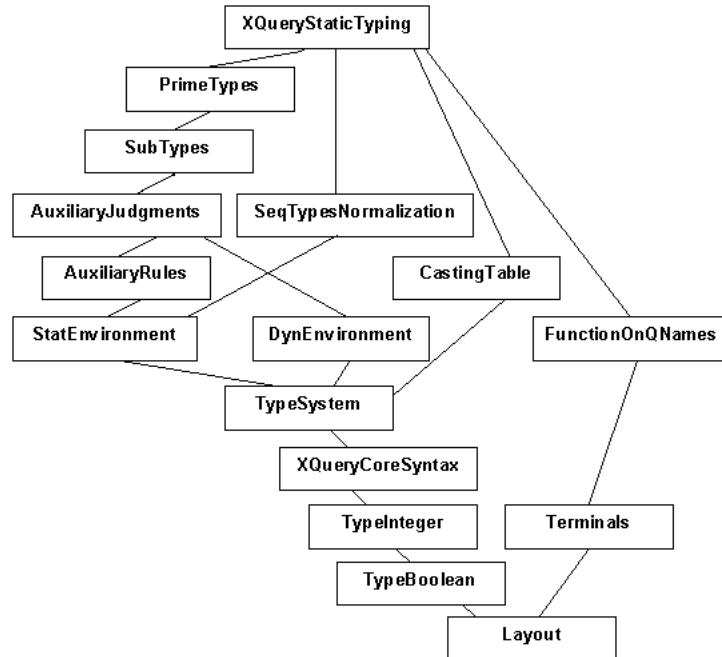 XQueryStaticTyping
PrimeTypes
SubTypes
AuxiliaryJudgments
SeqTypesNormalization
AuxiliaryRules
CastingTable
StatEnvironment
DynEnvironment
FunctionOnQNames
TypeSystem
XQueryCoreSyntax
TypeInteger
Terminals
TypeBoolean
Layout